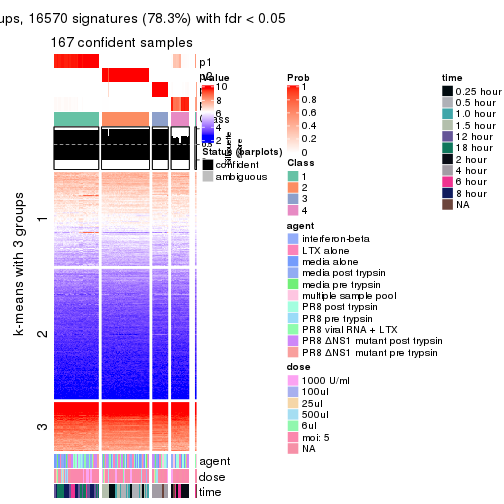 ups, 16570 signatures (78.3%) with fdr < 0.05
167 confident samples
p1
value
10
8
6
4
2
Class
Silhouette
score
Status (barplots)
confident
ambiguous
k-means with 3 groups
1
2
3
agent
dose
time
Prob
1
0.8
0.6
0.4
0.2
0
Class
1
2
3
4
agent
interferon-beta
LTX alone
media alone
media post trypsin
media pre trypsin
multiple sample pool
PR8 post trypsin
PR8 pre trypsin
PR8 viral RNA + LTX
PR8 ΔNS1 mutant post trypsin
PR8 ΔNS1 mutant pre trypsin
dose
1000 U/ml
100ul
25ul
500ul
6ul
moi: 5
NA
time
0.25 hour
0.5 hour
1.0 hour
1.5 hour
12 hour
18 hour
2 hour
4 hour
6 hour
8 hour
NA